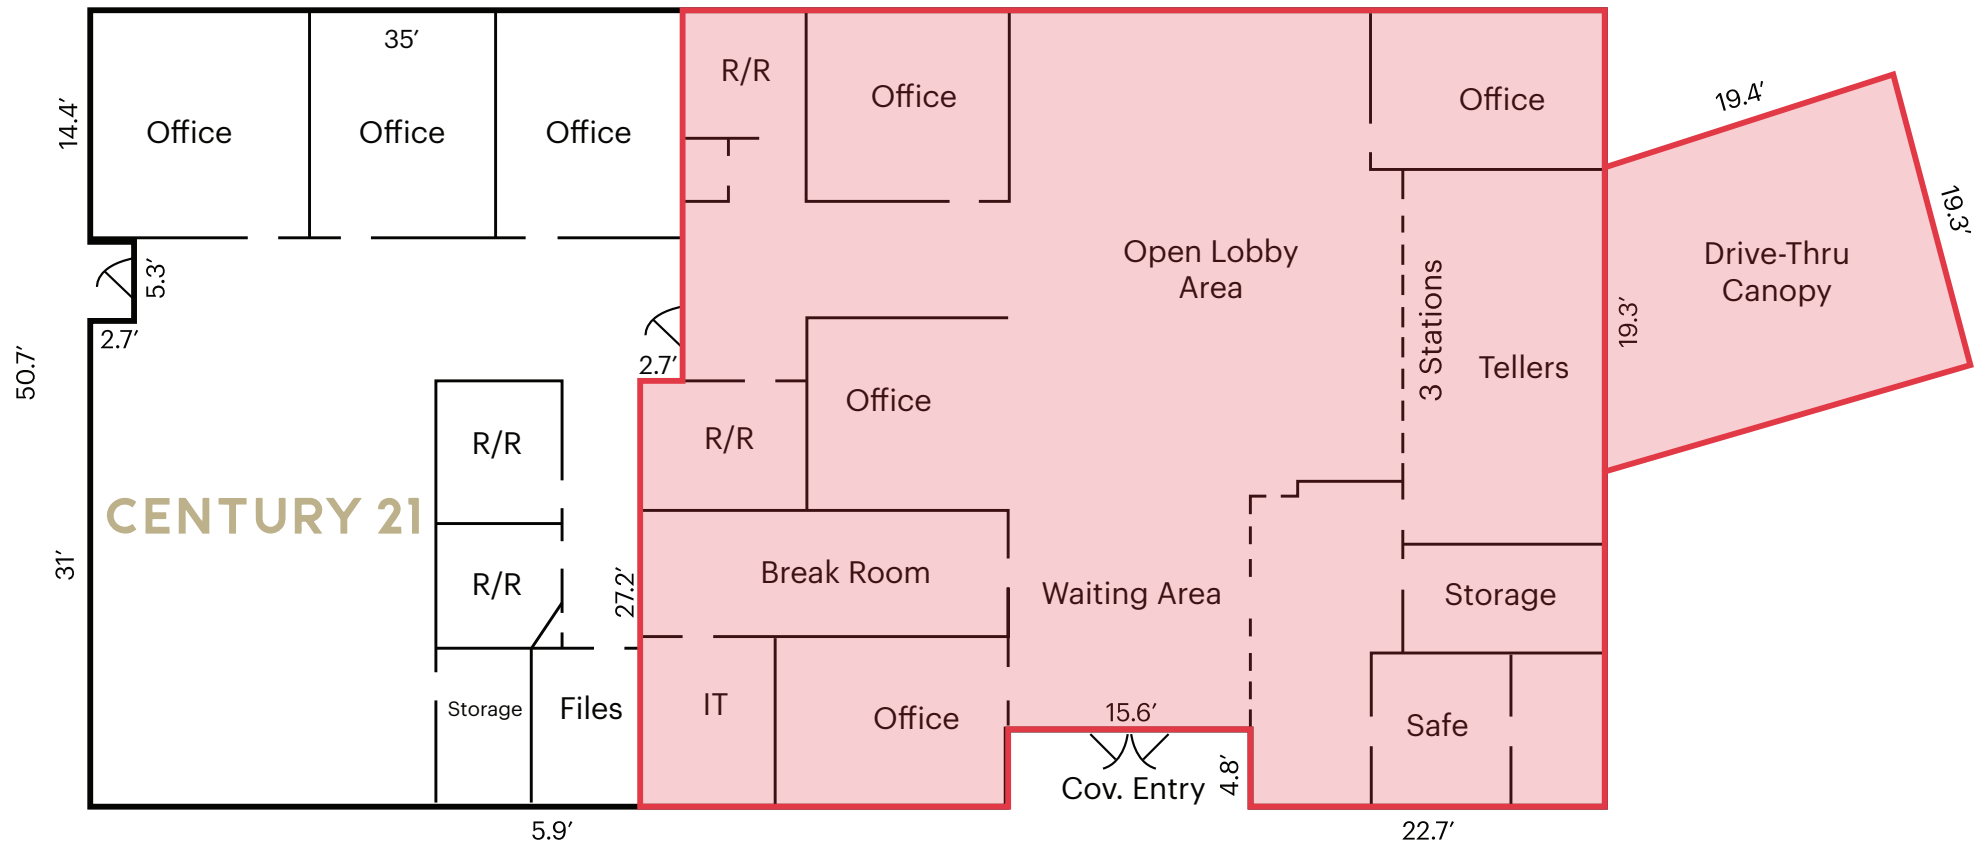 35′
R/R
Office
Office
19.4′
14.4′
Office
Office
Office
19.3′
Open Lobby
Area
3 Stations
Drive-Thru
Canopy
5.3′
2.7′
2.7′
19.3′
50.7′
Tellers
Office
R/R
R/R
CENTURY 21
31′
R/R
27.2′
Break Room
Waiting Area
Storage
Storage
Files
IT
Office
15.6′
Safe
4.8′
Cov. Entry
5.9′
22.7′